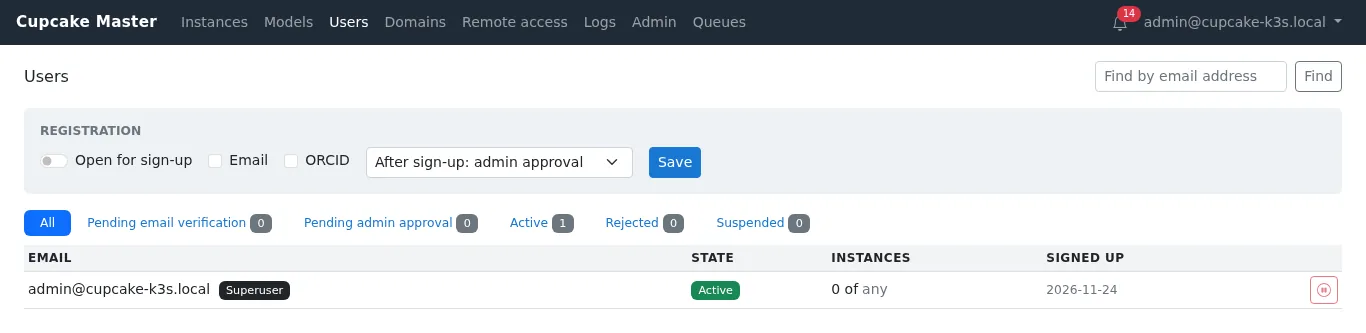 Cupcake Master Instances Models Users Domains Remote access Logs Admin Queues 14 admin@cupcake-k3s.local
Users Find by email address Find
REGISTRATION
Open for sign-up Email ORCID After sign-up: admin approval Save
All Pending email verification 0 Pending admin approval 0 Active 1 Rejected 0 Suspended 0
EMAIL STATE INSTANCES SIGNED UP
admin@cupcake-k3s.local Superuser Active 0 of any 2026-11-24